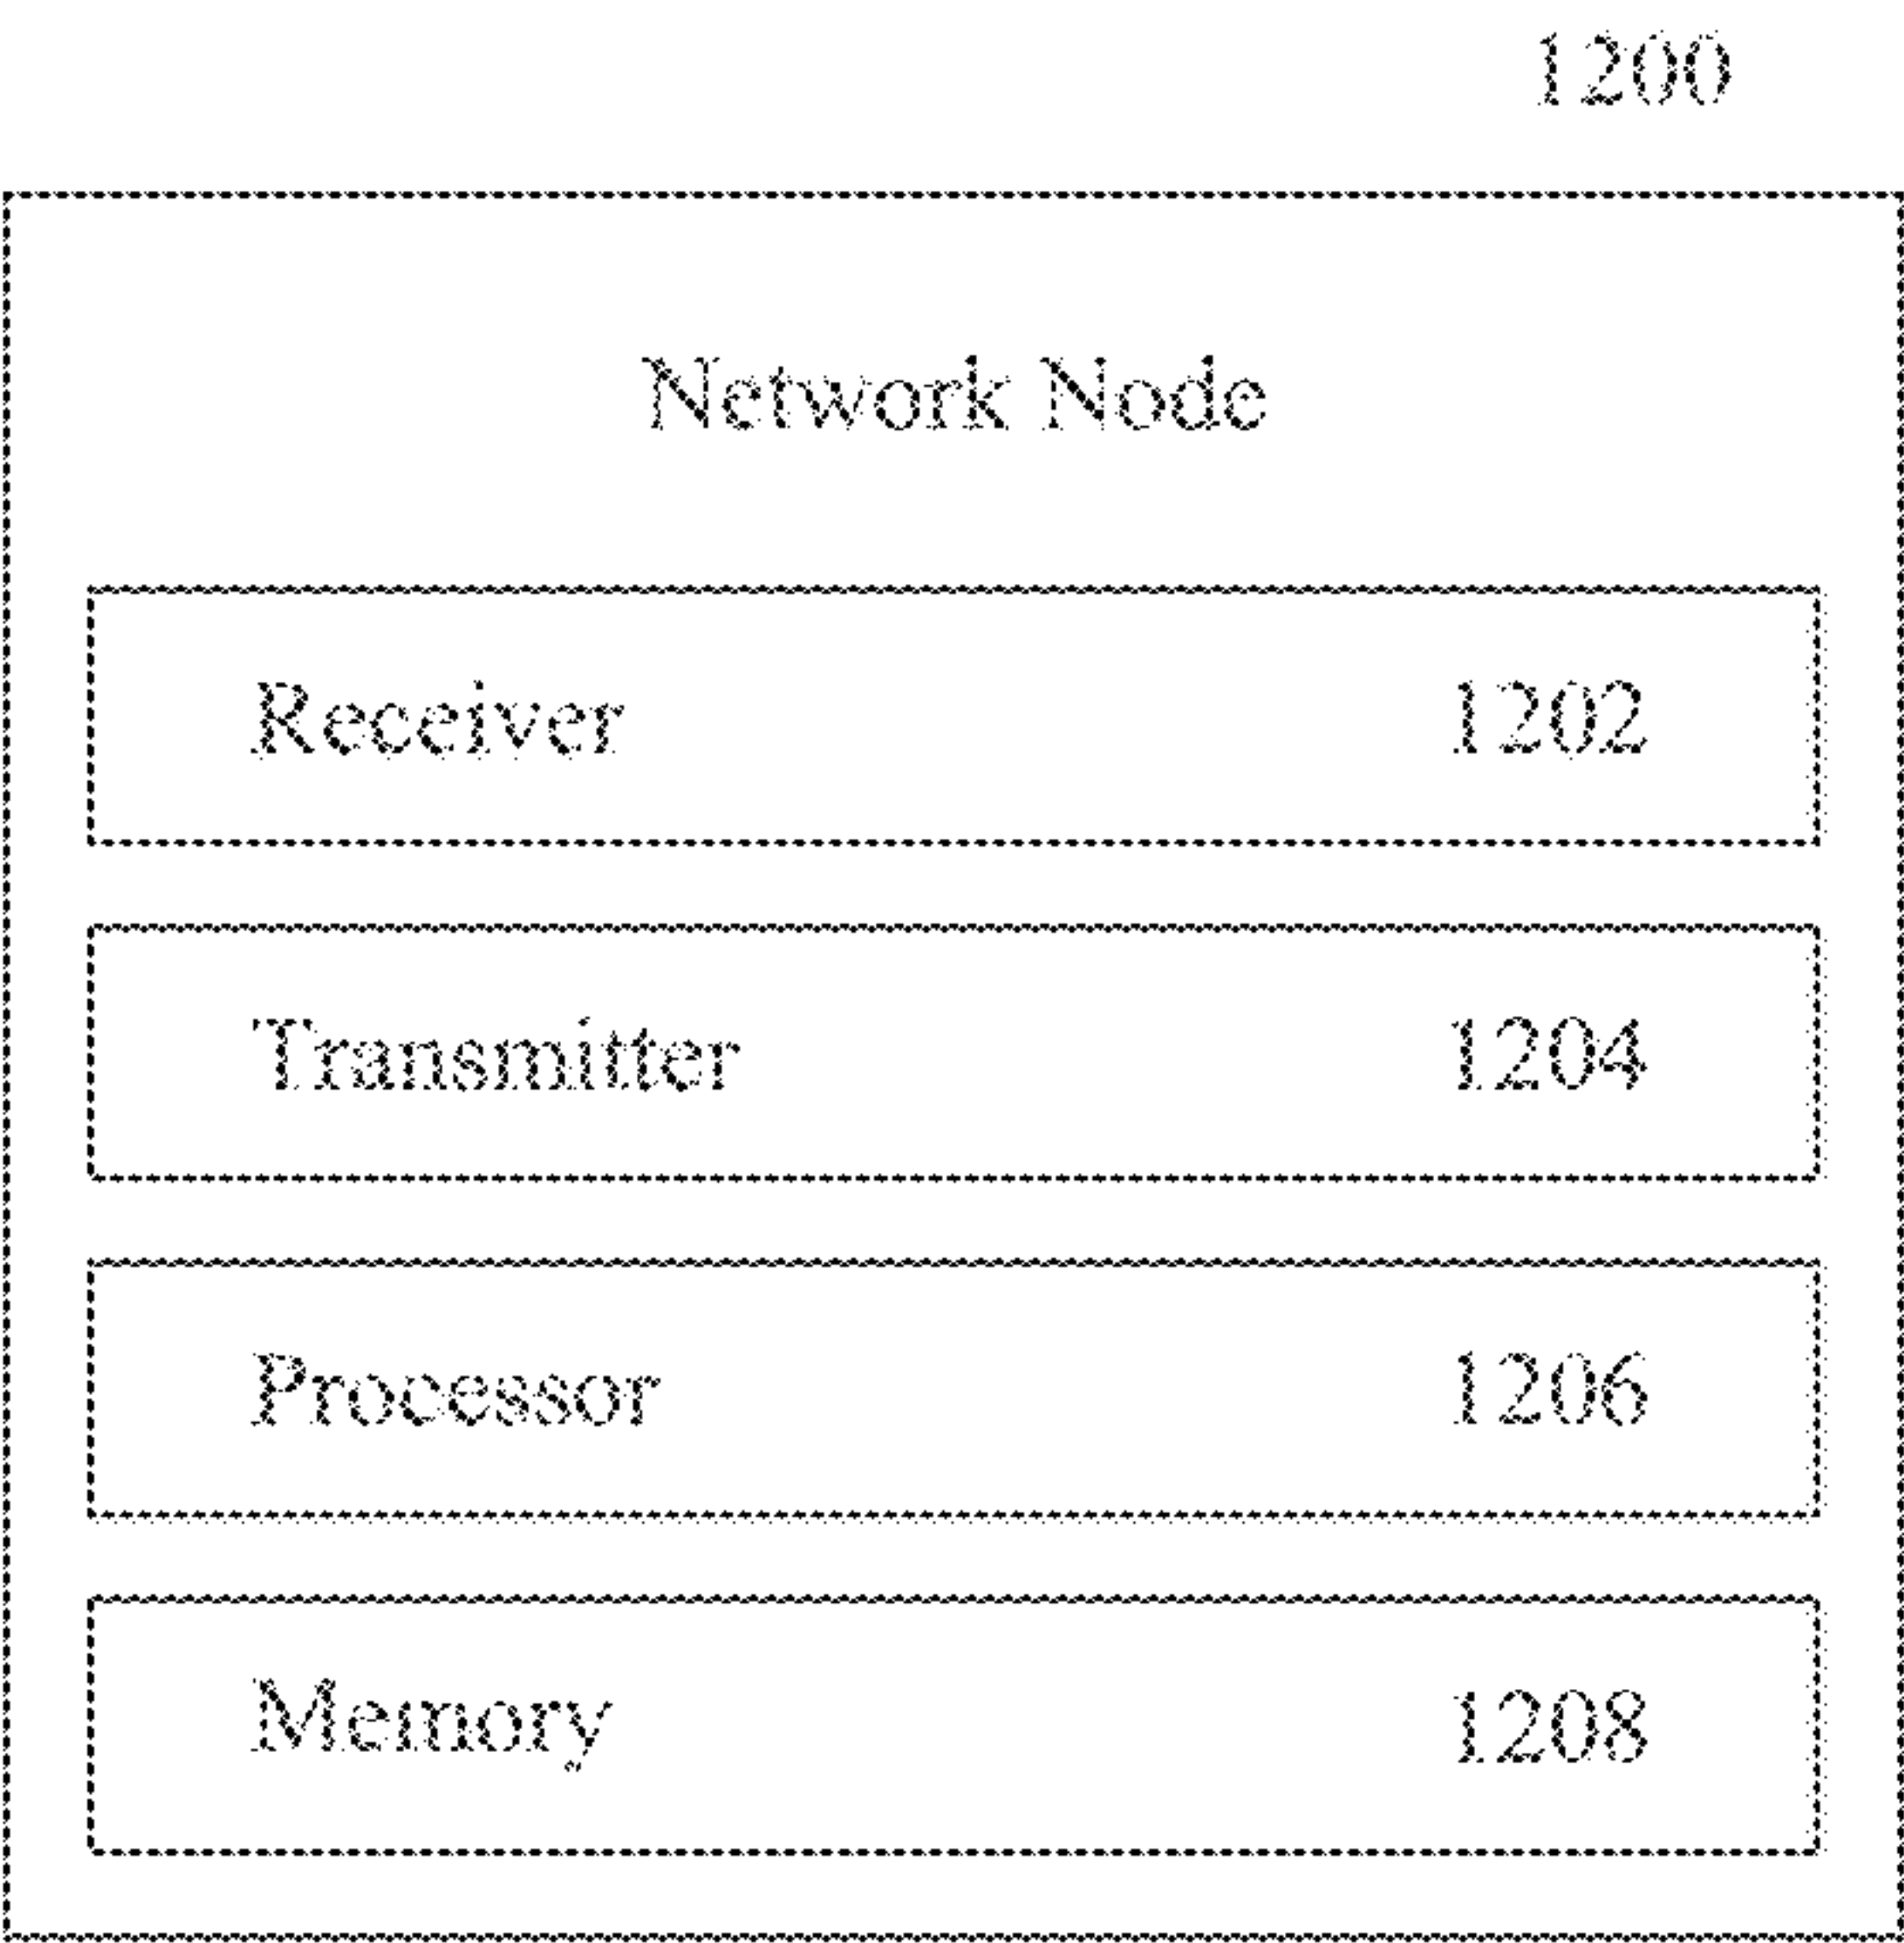 1200
Network Node
Receiver 1202
Transmitter 1204
Processor 1206
Memory 1208